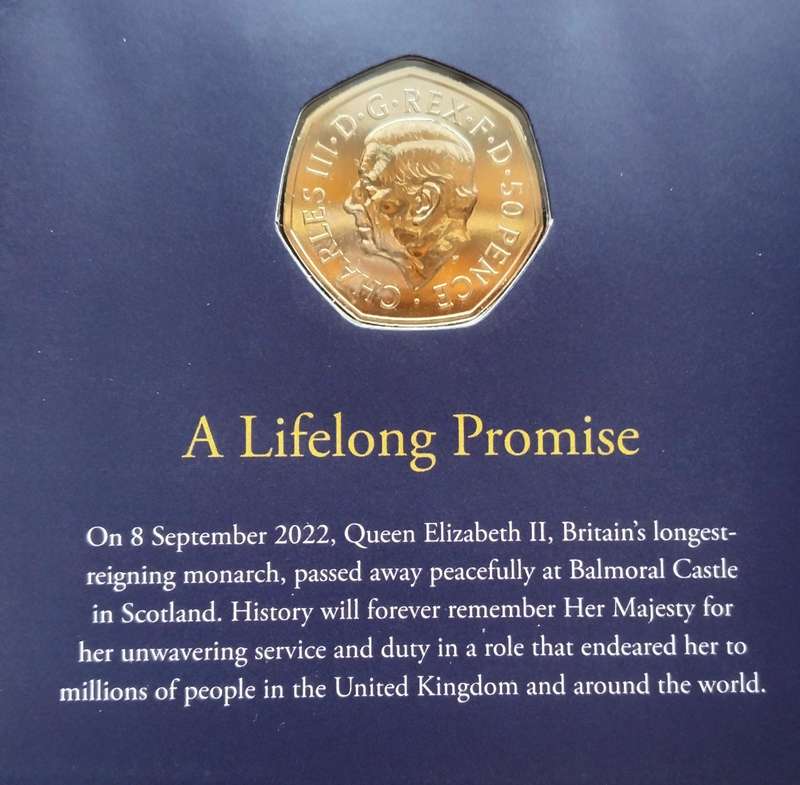 CHARLES III · D · G · REX · F · D · 50 PENCE ·
A Lifelong Promise
On 8 September 2022, Queen Elizabeth II, Britain's longest-
reigning monarch, passed away peacefully at Balmoral Castle
in Scotland. History will forever remember Her Majesty for
her unwavering service and duty in a role that endeared her to
millions of people in the United Kingdom and around the world.